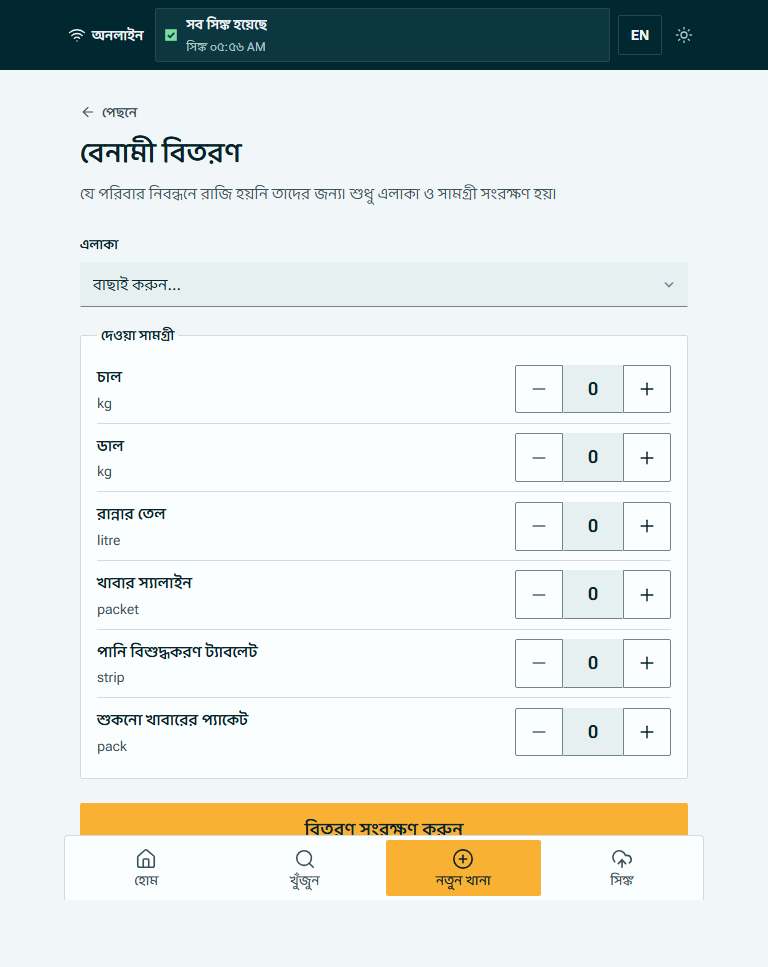 অনলাইন
সব সিঙ্ক হয়েছে
সিঙ্ক ০৫:৫৬ AM
EN
পেছনে
বেনামী বিতরণ
যে পরিবার নিবন্ধনে রাজি হয়নি তাদের জন্য। শুধু এলাকা ও সামগ্রী সংরক্ষণ হয়।
এলাকা
বাছাই করুন...
দেওয়া সামগ্রী
চাল
kg
0
ডাল
kg
0
রান্নার তেল
litre
0
খাবার স্যালাইন
packet
0
পানি বিশুদ্ধকরণ ট্যাবলেট
strip
0
শুকনো খাবারের প্যাকেট
pack
0
বিতরণ সংরক্ষণ করুন
হোম
খুঁজুন
নতুন খানা
সিঙ্ক